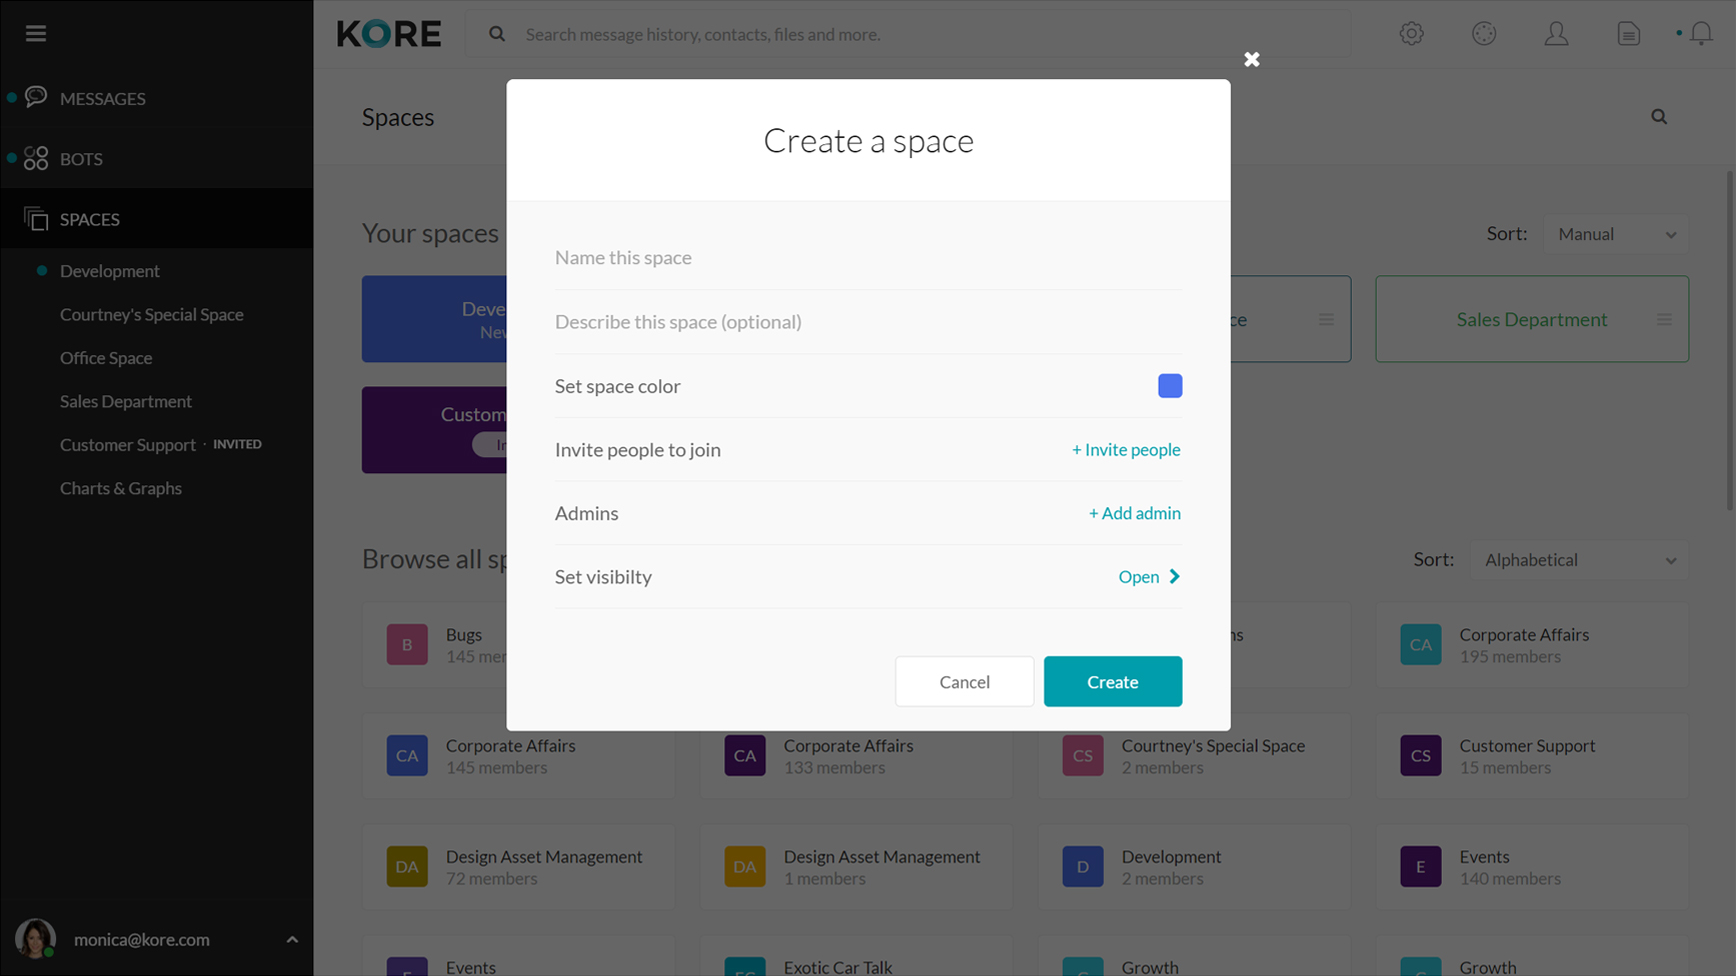 KORE
Search message history, contacts, files and more.
MESSAGES
BOTS
SPACES
Development
Courtney's Special Space
Office Space
Sales Department
Customer Support · INVITED
Charts & Graphs
monica@kore.com
Spaces
Your spaces
Sort:
Manual
Deve
New
ce
Sales Department
Custom
In
Create a space
Name this space
Describe this space (optional)
Set space color
Invite people to join
+ Invite people
Admins
+ Add admin
Set visibilty
Open
Cancel
Create
Browse all sp
Sort:
Alphabetical
B
Bugs
145 mem
ns
CA
Corporate Affairs
195 members
CA
Corporate Affairs
145 members
CA
Corporate Affairs
133 members
CS
Courtney's Special Space
2 members
CS
Customer Support
15 members
DA
Design Asset Management
72 members
DA
Design Asset Management
1 members
D
Development
2 members
E
Events
140 members
E
Events
EC
Exotic Car Talk
G
Growth
G
Growth